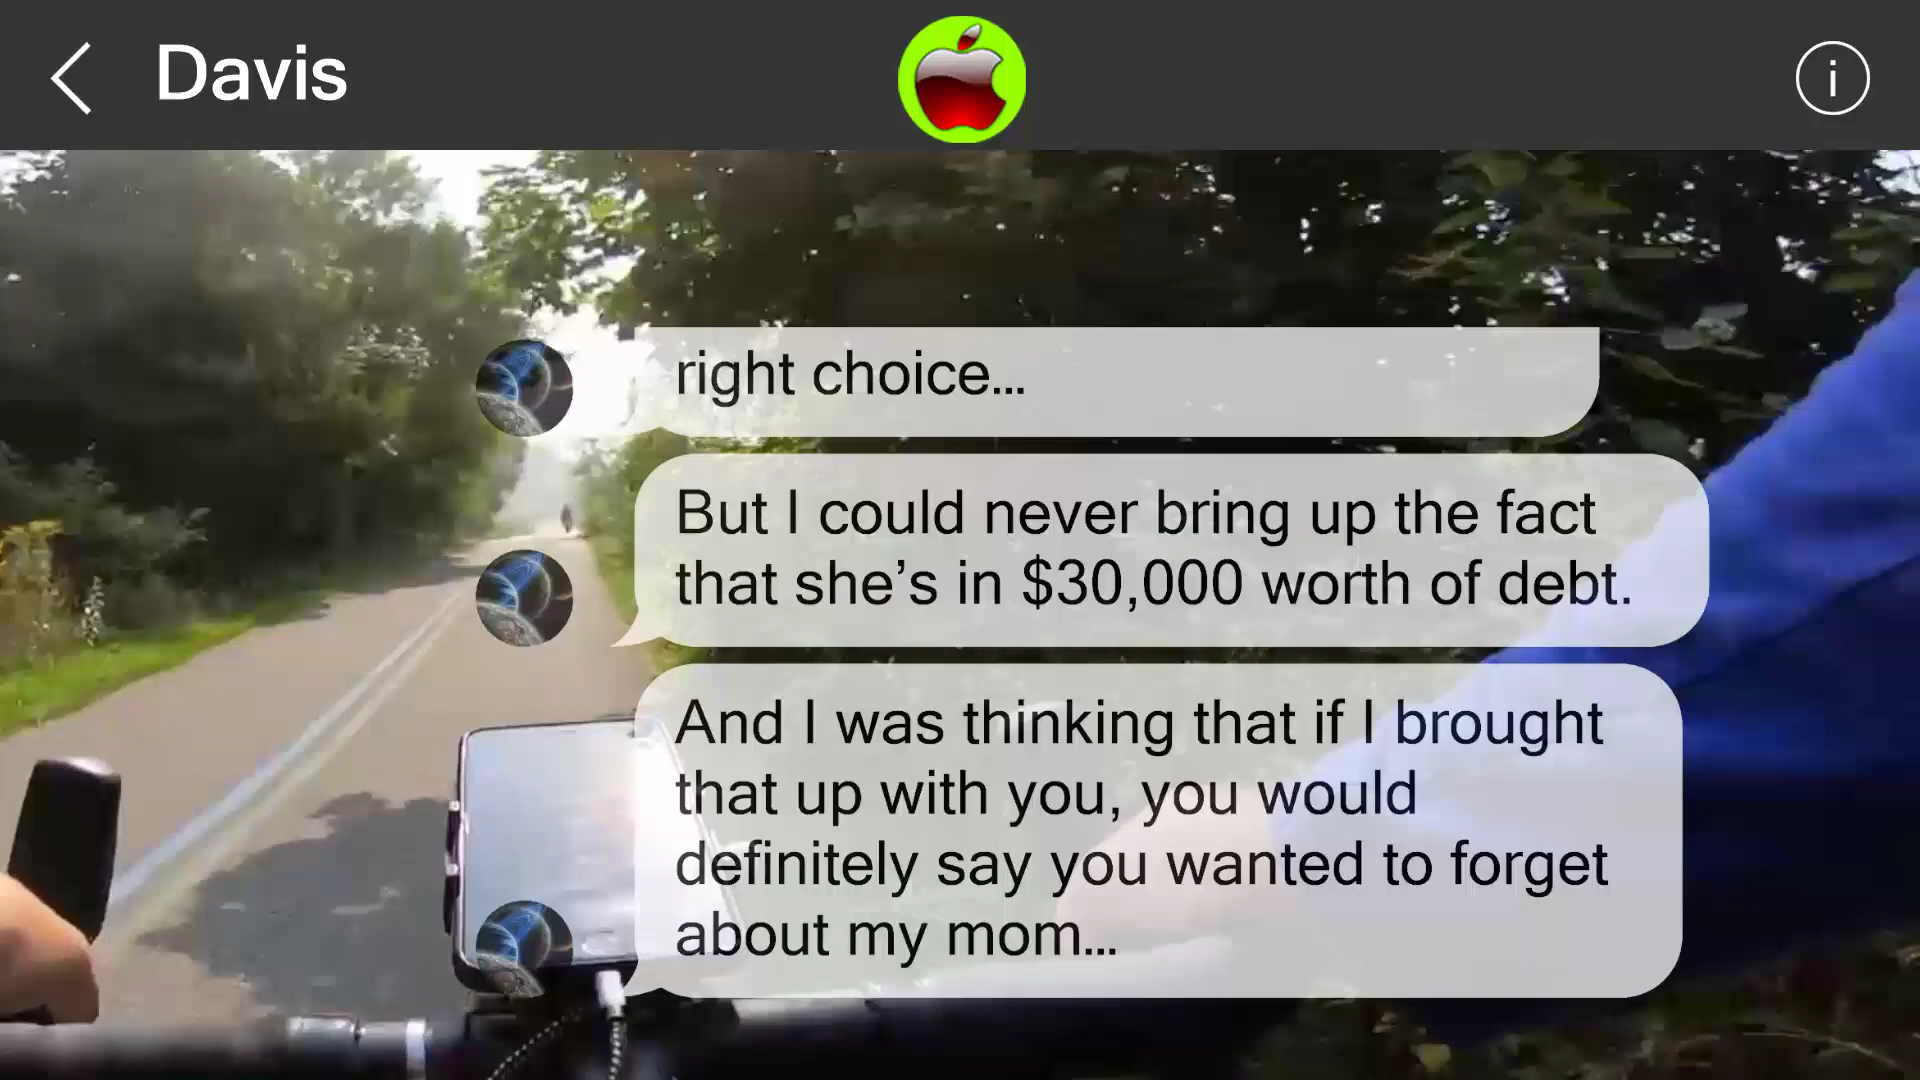 Davis
i
right choice...
But I could never bring up the fact
that she’s in $30,000 worth of debt.
And I was thinking that if I brought
that up with you, you would
definitely say you wanted to forget
about my mom...